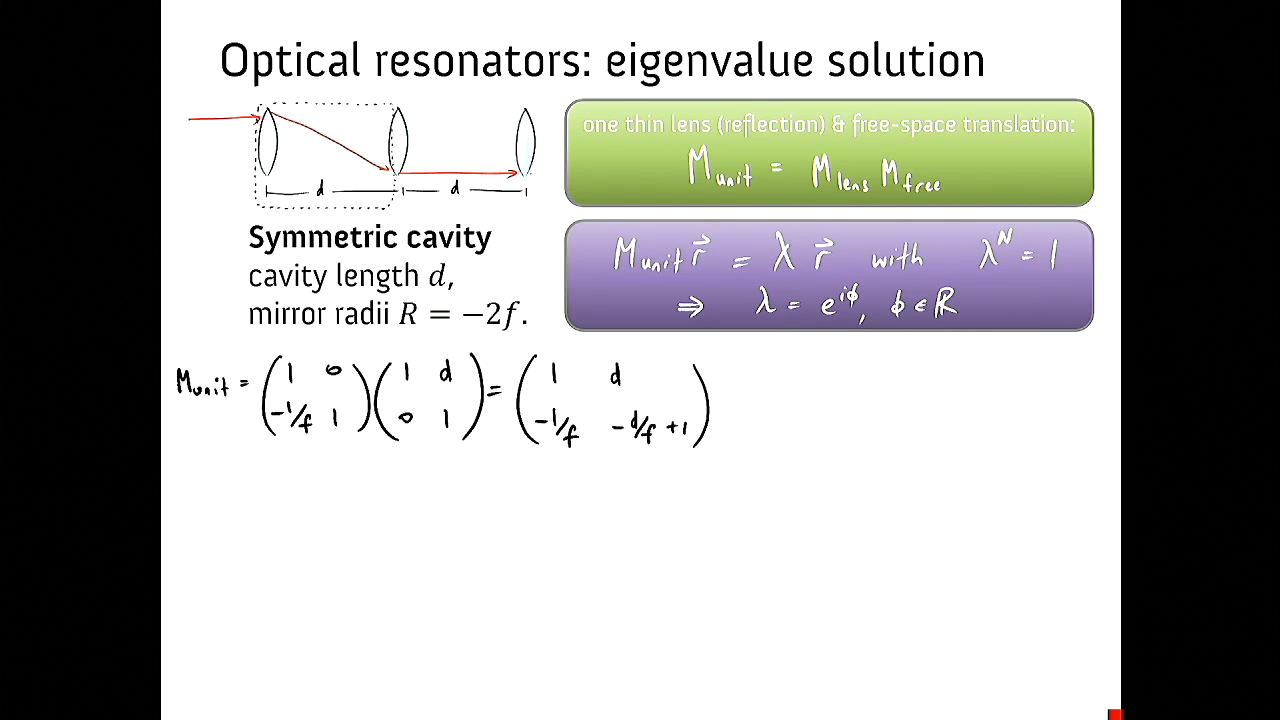 Optical resonators: eigenvalue solution
d d
Symmetric cavity
cavity length d,
mirror radii R = −2f.
one thin lens (reflection) & free-space translation:
M_unit = M_lens M_free
M_unit r⃗ = λ r⃗ with λ^N = 1
⇒ λ = e^{iϕ}, ϕ ∈ ℝ
M_unit = (1 0; -1/f 1) (1 d; 0 1) = (1 d; -1/f -d/f +1)